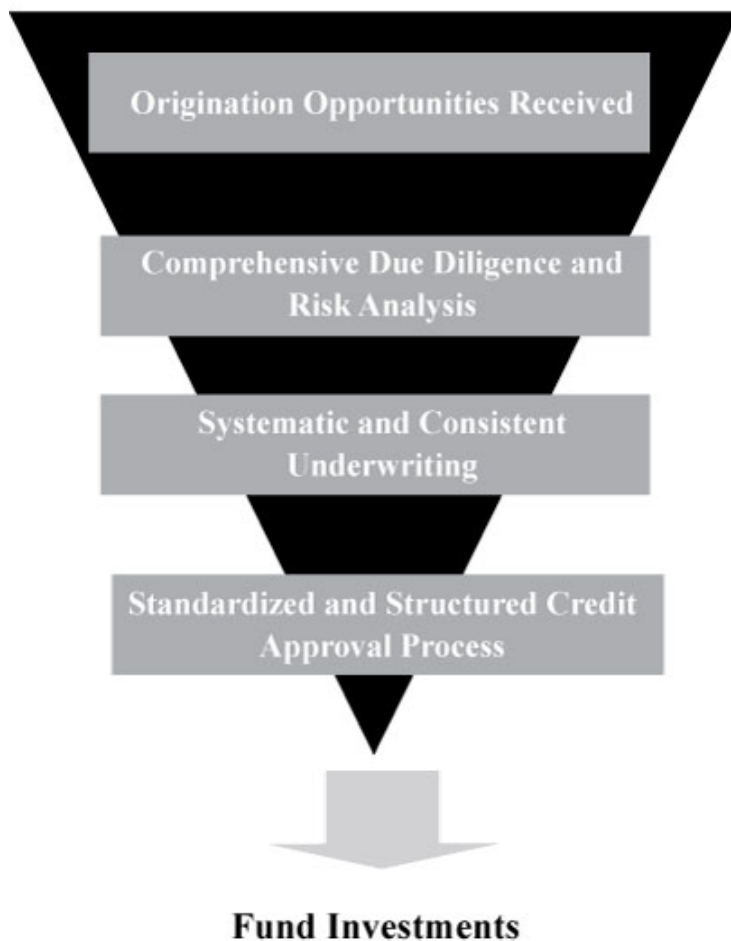 Origination Opportunities Received
Comprehensive Due Diligence and
Risk Analysis
Systematic and Consistent
Underwriting
Standardized and Structured Credit
Approval Process
Fund Investments